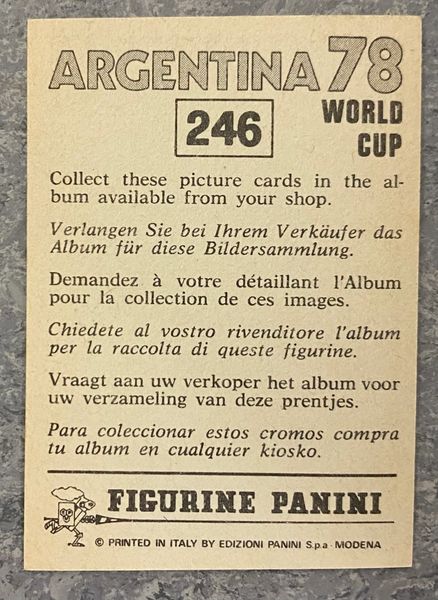 ARGENTINA 78
246
WORLD
CUP
Collect these picture cards in the al-
bum available from your shop.
Verlangen Sie bei Ihrem Verkäufer das
Album für diese Bildersammlung.
Demandez à votre détaillant l'Album
pour la collection de ces images.
Chiedete al vostro rivenditore l'album
per la raccolta di queste figurine.
Vraagt aan uw verkoper het album voor
uw verzameling van deze prentjes.
Para coleccionar estos cromos compra
tu album en cualquier kiosko.
FIGURINE PANINI
© PRINTED IN ITALY BY EDIZIONI PANINI S.p.a - MODENA